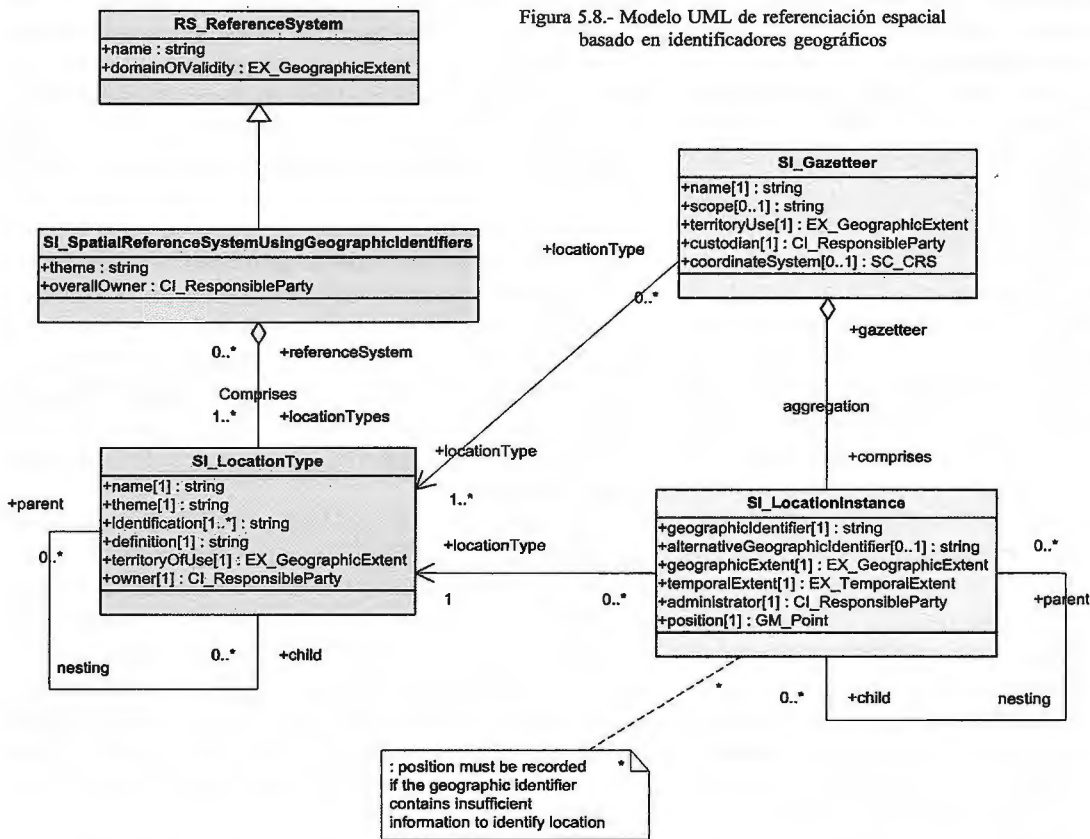 Figura 5.8.- Modelo UML de referenciación espacial
basado en identificadores geográficos
RS_ReferenceSystem
+name : string
+domainOfValidity : EX_GeographicExtent
SI_SpatialReferenceSystemUsingGeographicIdentifiers
+theme : string
+overallOwner : CI_ResponsibleParty
0..*
+referenceSystem
Comprises
1..*
+locationTypes
SI_Gazetteer
+name[1] : string
+scope[0..1] : string
+territoryUse[1] : EX_GeographicExtent
+custodian[1] : CI_ResponsibleParty
+coordinateSystem[0..1] : SC_CRS
+locationType
0..*
+gazetteer
aggregation
+comprises
+locationType
1..*
SI_LocationType
+name[1] : string
+theme[1] : string
+identification[1..*] : string
+definition[1] : string
+territoryOfUse[1] : EX_GeographicExtent
+owner[1] : CI_ResponsibleParty
+parent
0..*
nesting
0..*
+child
+locationType
1
0..*
SI_LocationInstance
+geographicIdentifier[1] : string
+alternativeGeographicIdentifier[0..1] : string
+geographicExtent[1] : EX_GeographicExtent
+temporalExtent[1] : EX_TemporalExtent
+administrator[1] : CI_ResponsibleParty
+position[1] : GM_Point
0..*
+parent
*
0..*
+child
nesting
: position must be recorded *
if the geographic identifier
contains insufficient
information to identify location